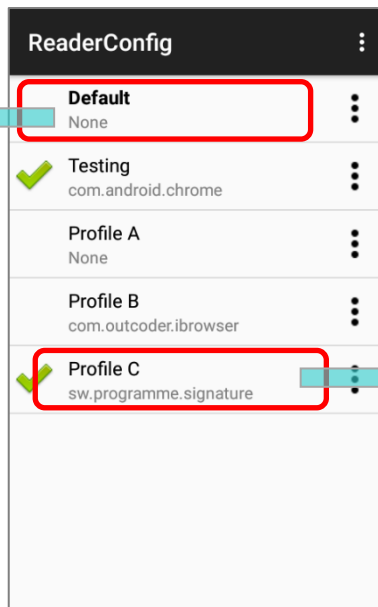 ReaderConfig
Default
None
Testing
com.android.chrome
Profile A
None
Profile B
com.outcoder.ibrowser
Profile C
sw.programme.signature